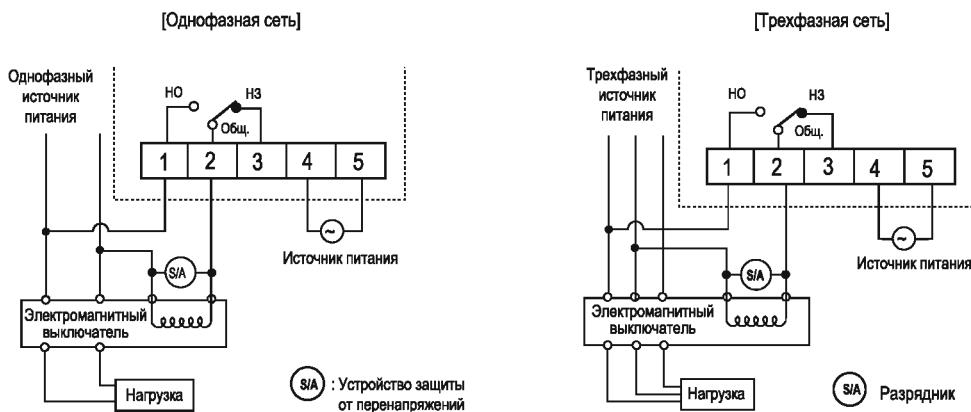 [Однофазная сеть]
Однофазный
источник
питания
НО
НЗ
Общ.
1 2 3 4 5
~
Источник питания
S/A
Электромагнитный
выключатель
Нагрузка
S/A : Устройство защиты
от перенапряжений
[Трехфазная сеть]
Трехфазный
источник
питания
НО
НЗ
Общ.
1 2 3 4 5
~
Источник питания
S/A
Электромагнитный
выключатель
Нагрузка
S/A Разрядник